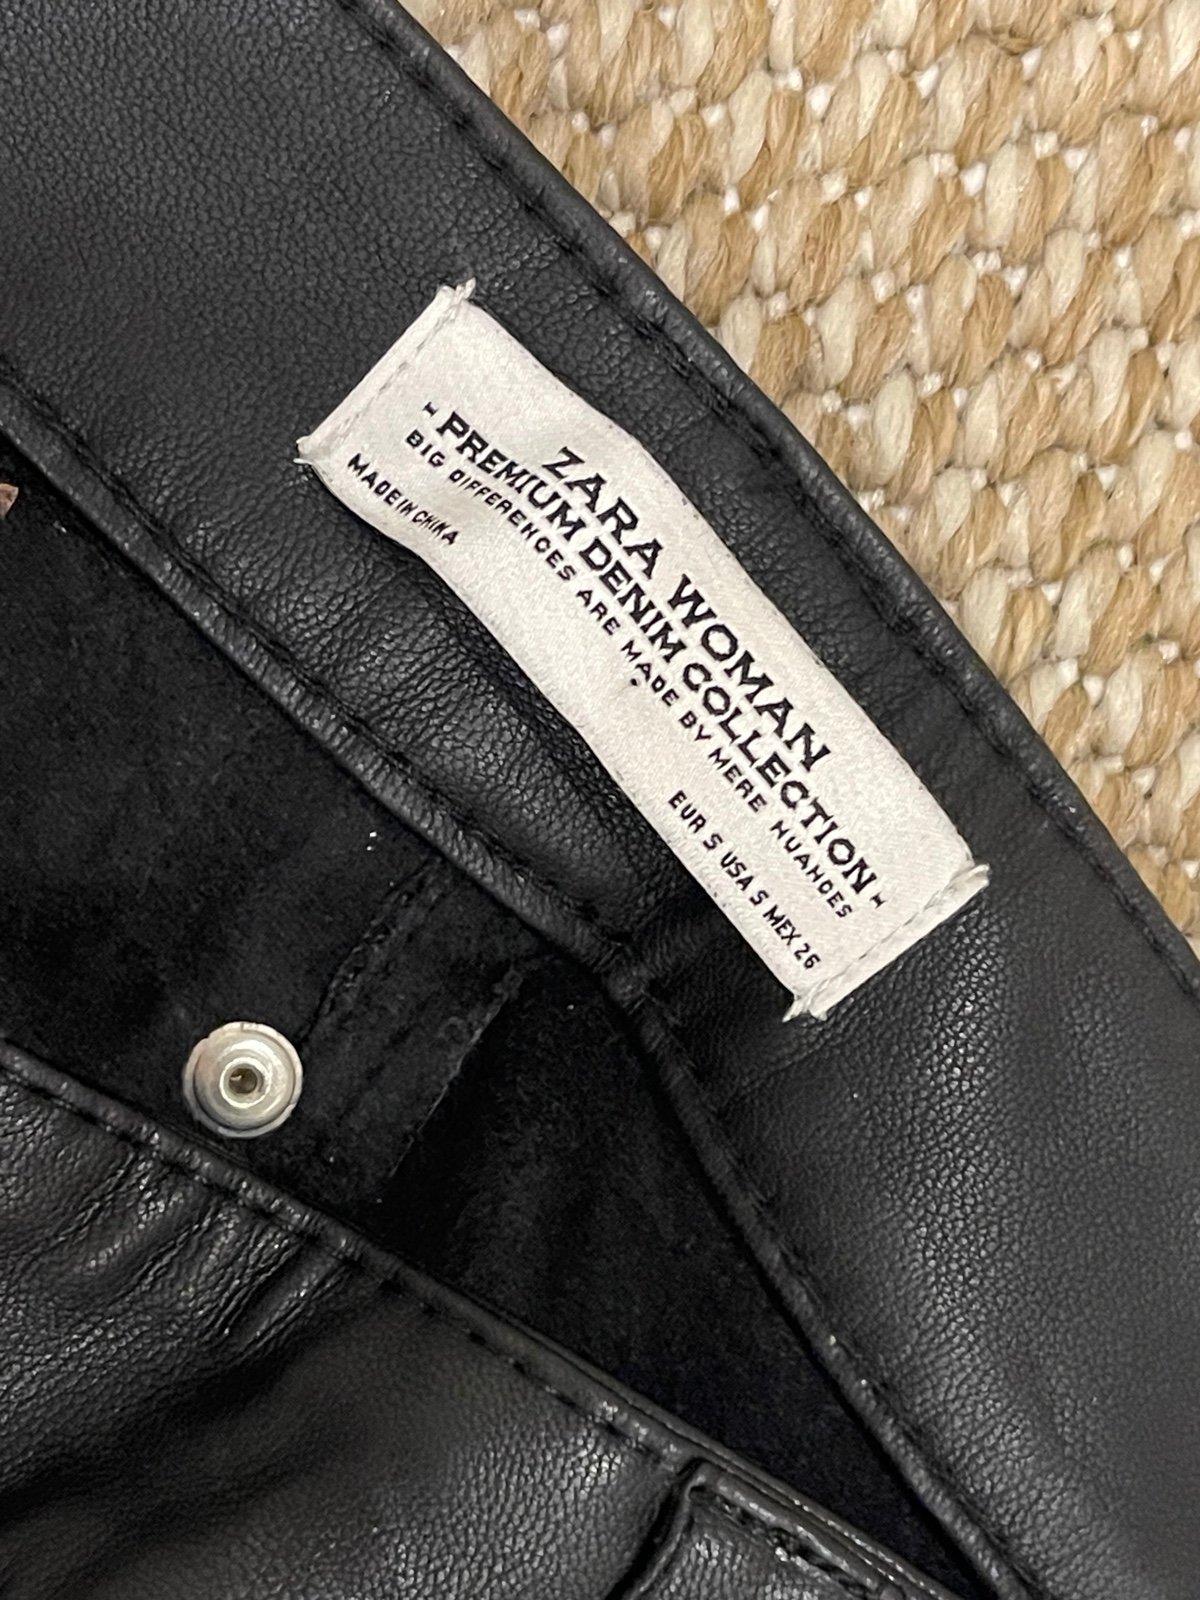 ZARA WOMAN
"PREMIUM DENIM COLLECTION"
BIG DIFFERENCES ARE MADE BY MERE NUANCES
MADE IN CHINA
EUR S USA S MEX 26